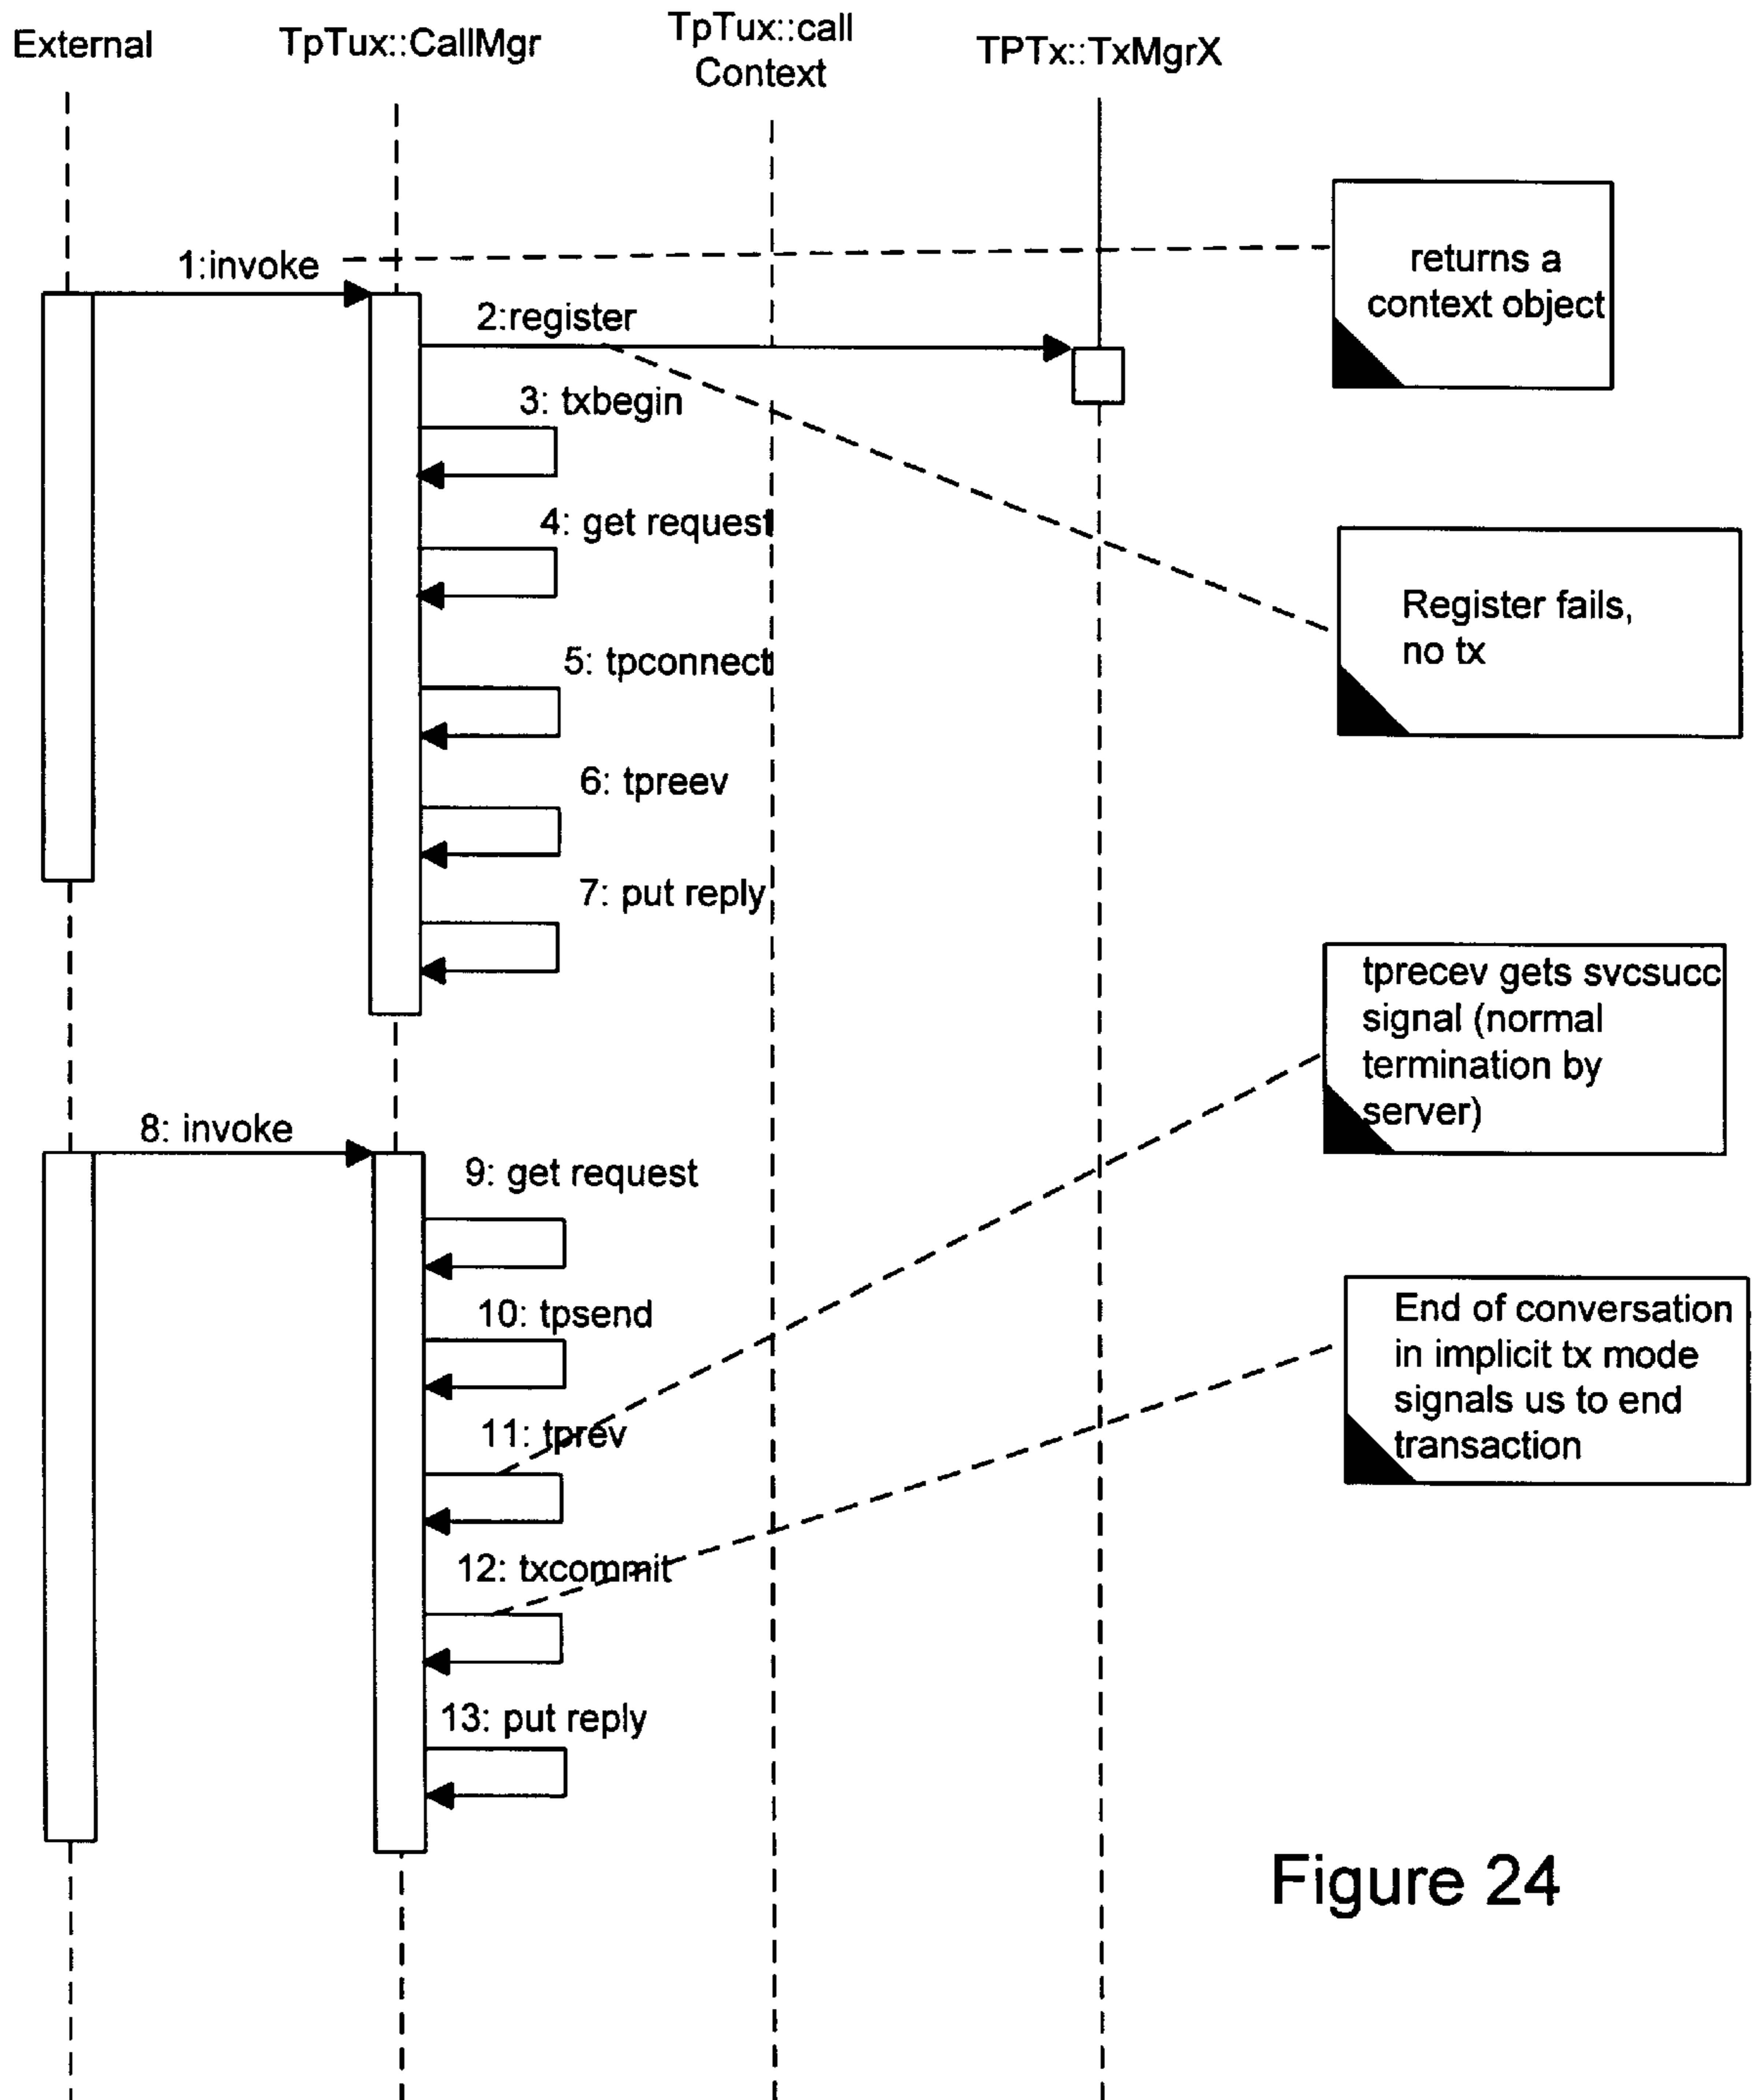 External
TpTux::CallMgr
TpTux::call
Context
TPTx::TxMgrX
1:invoke
returns a
context object
2:register
3: txbegin
4: get request
Register fails,
no tx
5: tpconnect
6: tpreev
7: put reply
tprecev gets svcsucc
signal (normal
termination by
server)
8: invoke
9: get request
10: tpsend
End of conversation
in implicit tx mode
signals us to end
transaction
11: tprev
12: txcommit
13: put reply
Figure 24